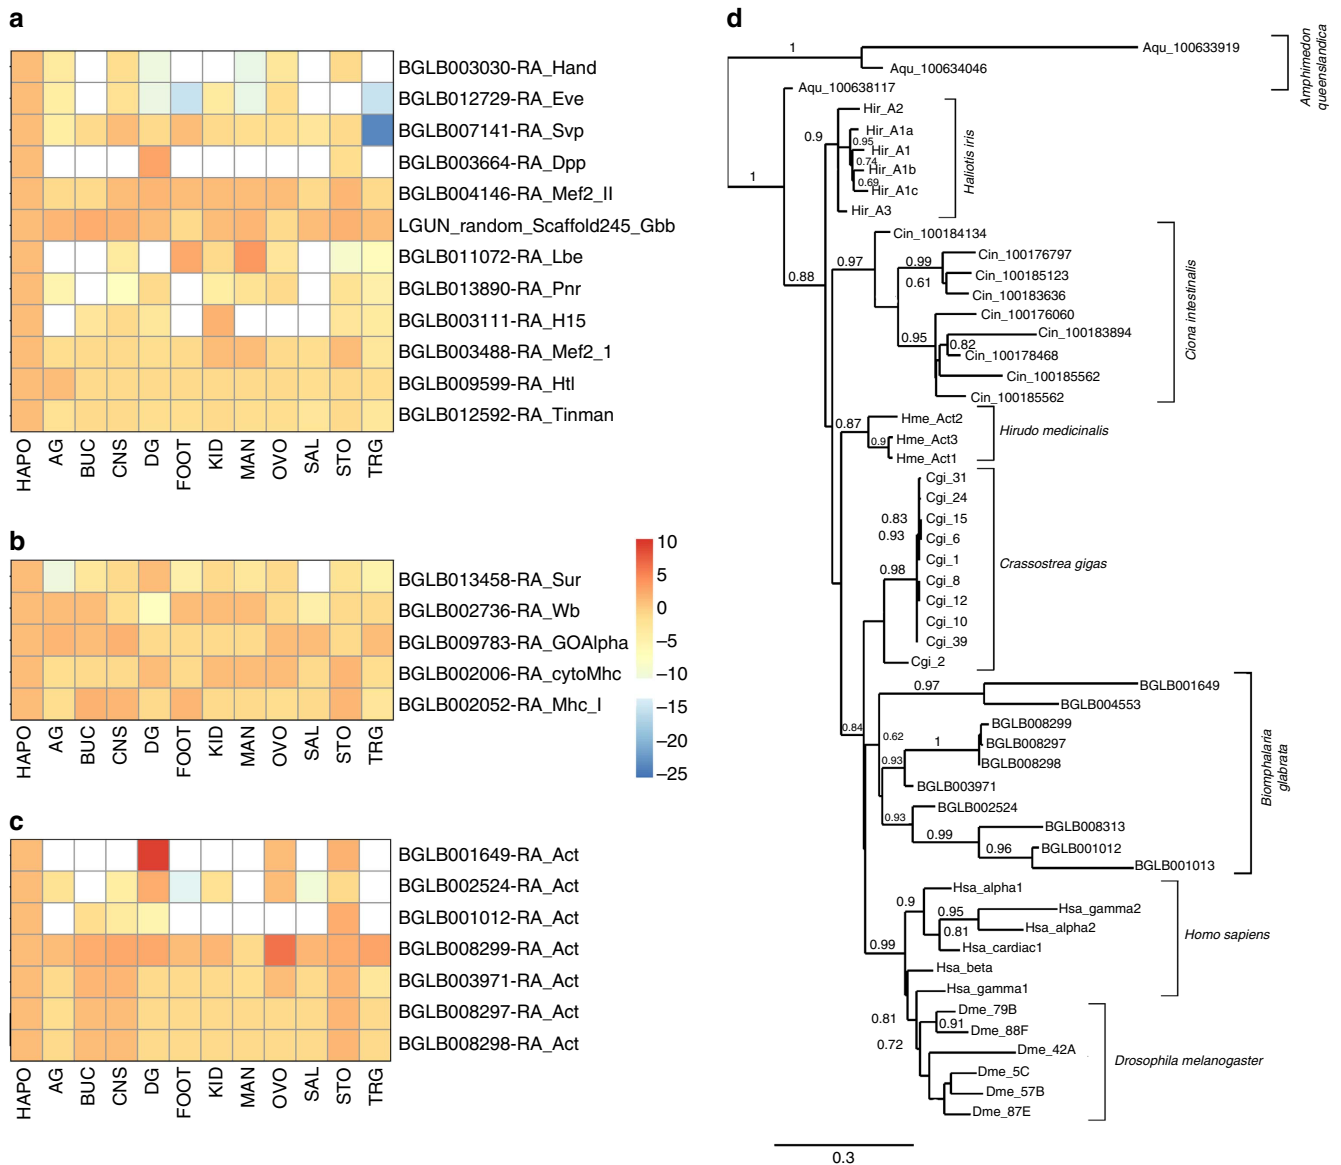 a
BGLB003030-RA_Hand
BGLB012729-RA_Eve
BGLB007141-RA_Svp
BGLB003664-RA_Dpp
BGLB004146-RA_Mef2_II
LGUN_random_Scaffold245_Gbb
BGLB011072-RA_Lbe
BGLB013890-RA_Pnr
BGLB003111-RA_H15
BGLB003488-RA_Mef2_1
BGLB009599-RA_Htl
BGLB012592-RA_Tinman
HAPO AG BUC CNS DG FOOT KID MAN OVO SAL STO TRG
b
BGLB013458-RA_Sur
BGLB002736-RA_Wb
BGLB009783-RA_GOAlpha
BGLB002006-RA_cytoMhc
BGLB002052-RA_Mhc_I
HAPO AG BUC CNS DG FOOT KID MAN OVO SAL STO TRG
10
5
0
−5
−10
−15
−20
−25
c
BGLB001649-RA_Act
BGLB002524-RA_Act
BGLB001012-RA_Act
BGLB008299-RA_Act
BGLB003971-RA_Act
BGLB008297-RA_Act
BGLB008298-RA_Act
HAPO AG BUC CNS DG FOOT KID MAN OVO SAL STO TRG
d
1
Aqu_100633919
Aqu_100634046
Amphimedon
queenslandica
1
Aqu_100638117
0.88
0.9
Hir_A2
Hir_A1a
0.95
Hir_A1
0.74
Hir_A1b
0.69
Hir_A1c
Hir_A3
Haliotis iris
0.97
Cin_100184134
0.99
Cin_100176797
Cin_100185123
0.61
Cin_100183636
Cin_100176060
0.95
Cin_100183894
0.82
Cin_100178468
Cin_100185562
Cin_100185562
Ciona intestinalis
0.87
Hme_Act2
0.9
Hme_Act3
Hme_Act1
Hirudo medicinalis
Cgi_31
Cgi_24
0.83
Cgi_15
0.93
Cgi_6
Cgi_1
0.98
Cgi_8
Cgi_12
Cgi_10
Cgi_39
Cgi_2
Crassostrea gigas
0.84
0.97
BGLB001649
BGLB004553
0.62
BGLB008299
1
BGLB008297
0.93
BGLB008298
BGLB003971
0.93
BGLB002524
0.99
BGLB008313
0.96
BGLB001012
BGLB001013
Biomphalaria
glabrata
0.99
0.9
Hsa_alpha1
0.95
Hsa_gamma2
0.81
Hsa_alpha2
Hsa_cardiac1
Hsa_beta
Hsa_gamma1
Homo sapiens
0.81
Dme_79B
0.91
Dme_88F
0.72
Dme_42A
Dme_5C
Dme_57B
Dme_87E
Drosophila melanogaster
0.3